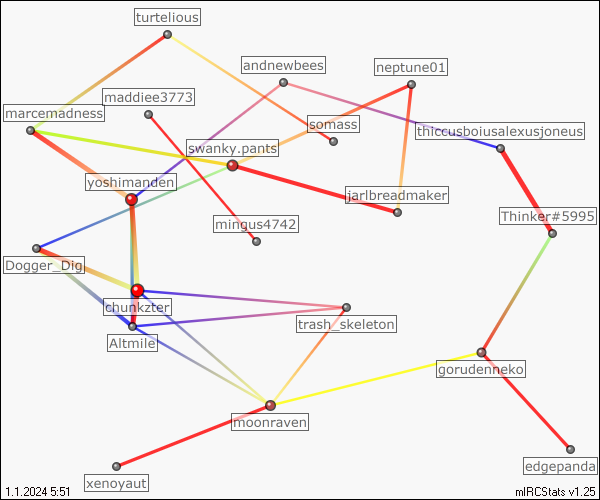 turtelious
andnewbees
neptune01
maddiee3773
marcemadness
somass
thiccusboiusalexusjoneus
swanky.pants
yoshimanden
jarlbreadmaker
Thinker#5995
mingus4742
Dogger_Dig
chunkzter
trash_skeleton
Altmile
gorudenneko
moonraven
edgepanda
xenoyaut
1.1.2024 5:51
mIRCStats v1.25